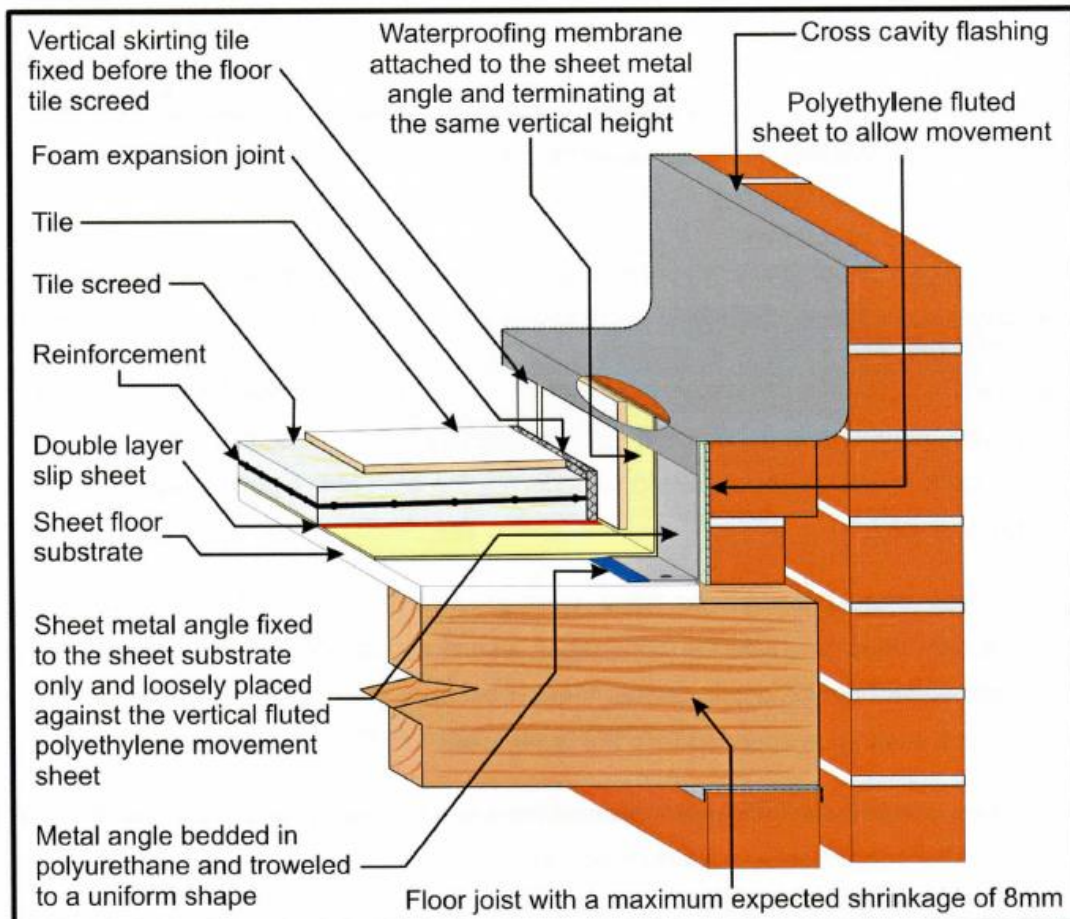 Vertical skirting tile
fixed before the floor
tile screed
Foam expansion joint
Tile
Tile screed
Reinforcement
Double layer
slip sheet
Sheet floor
substrate
Sheet metal angle fixed
to the sheet substrate
only and loosely placed
against the vertical fluted
polyethylene movement
sheet
Metal angle bedded in
polyurethane and troweled
to a uniform shape
Waterproofing membrane
attached to the sheet metal
angle and terminating at
the same vertical height
Cross cavity flashing
Polyethylene fluted
sheet to allow movement
Floor joist with a maximum expected shrinkage of 8mm